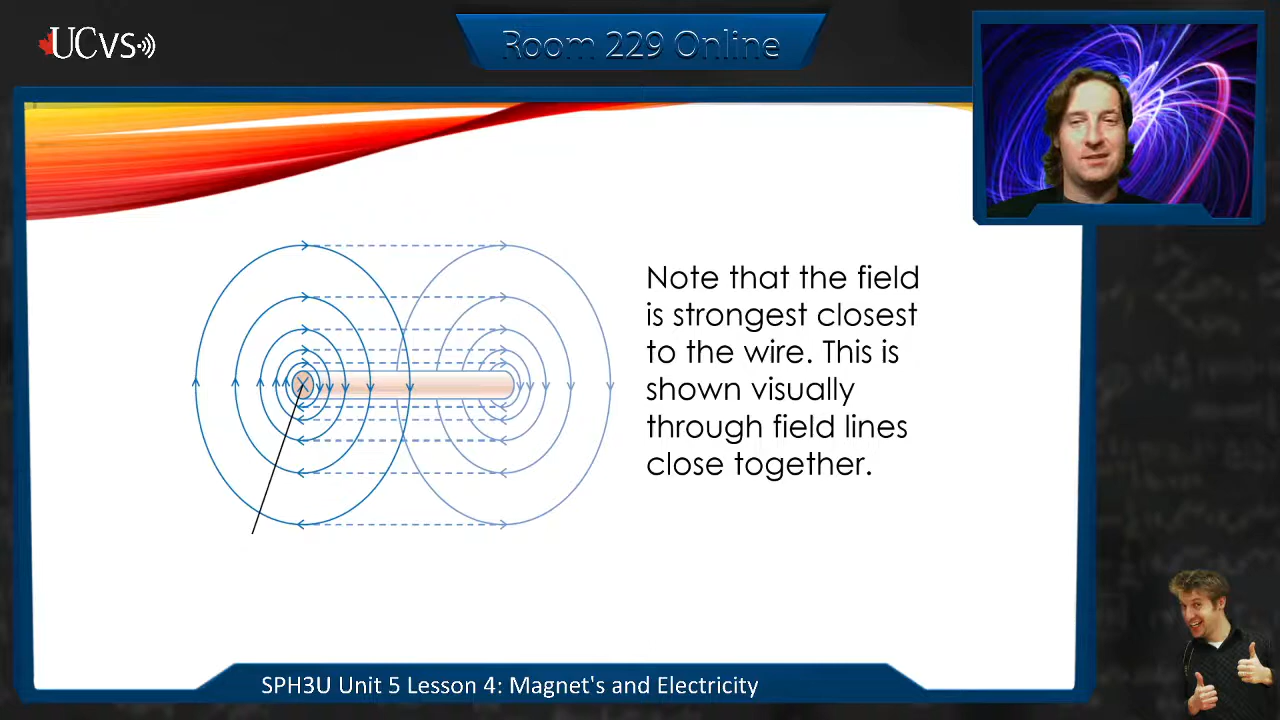 UCvs
Room 229 Online
Note that the field
is strongest closest
to the wire. This is
shown visually
through field lines
close together.
X
SPH3U Unit 5 Lesson 4: Magnet's and Electricity